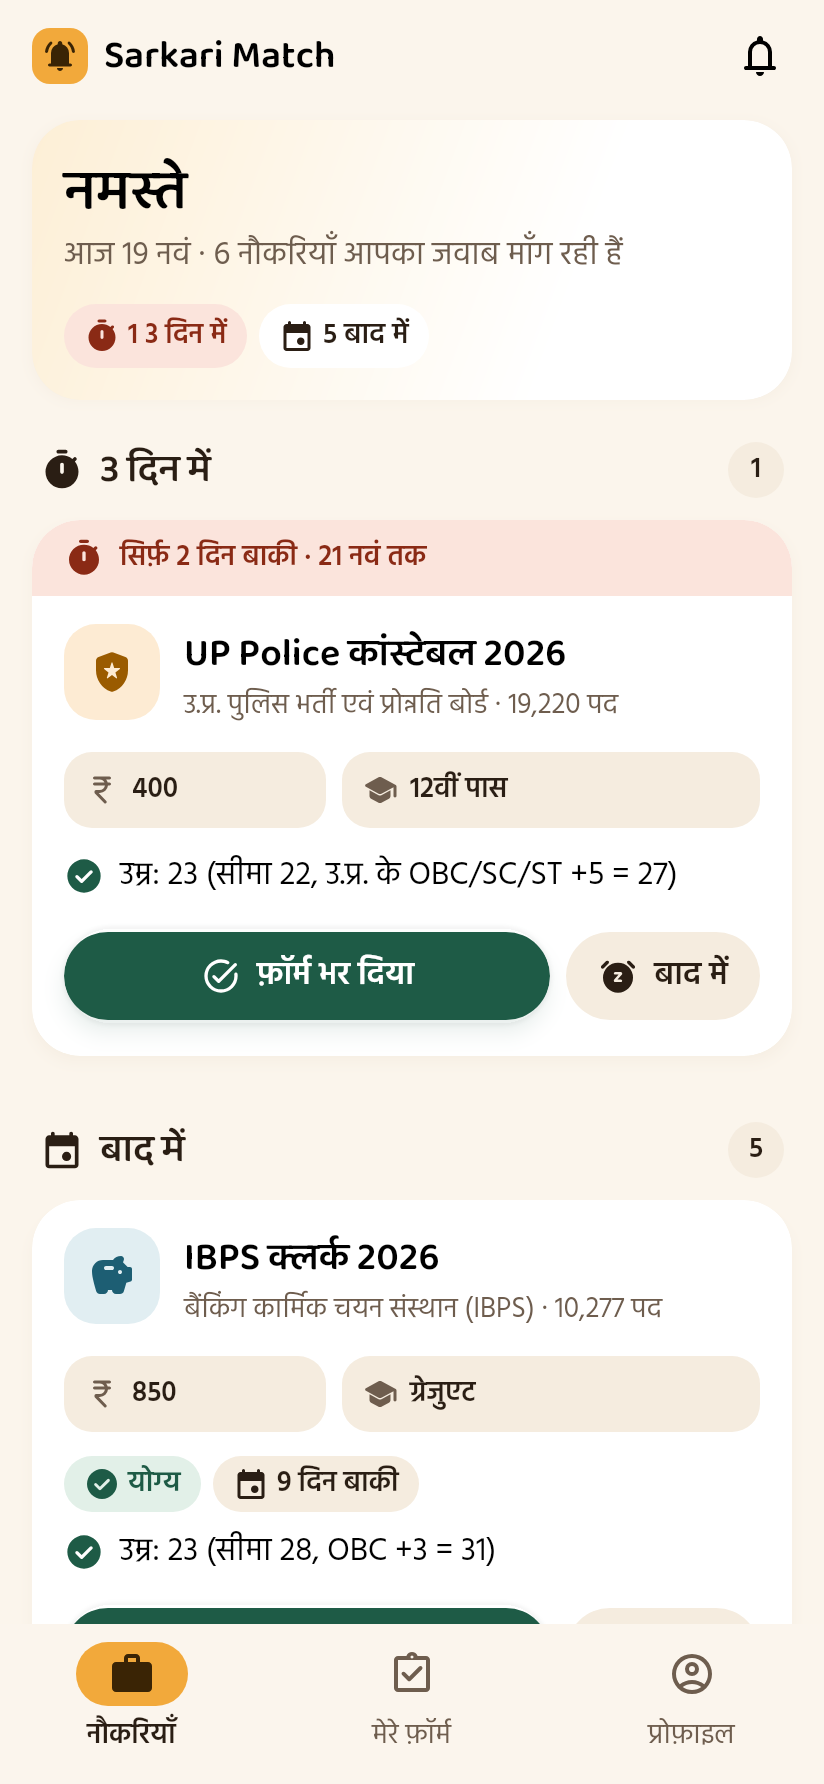 Sarkari Match
नमस्ते
आज 19 नवं · 6 नौकरियाँ आपका जवाब माँग रही हैं
1 3 दिन में
5 बाद में
3 दिन में
1
सिर्फ़ 2 दिन बाकी · 21 नवं तक
UP Police कांस्टेबल 2026
उ.प्र. पुलिस भर्ती एवं प्रोन्नति बोर्ड · 19,220 पद
₹ 400
12वीं पास
उम्र: 23 (सीमा 22, उ.प्र. के OBC/SC/ST +5 = 27)
फ़ॉर्म भर दिया
बाद में
बाद में
5
IBPS क्लर्क 2026
बैंकिंग कार्मिक चयन संस्थान (IBPS) · 10,277 पद
₹ 850
ग्रेजुएट
योग्य
9 दिन बाकी
उम्र: 23 (सीमा 28, OBC +3 = 31)
नौकरियाँ
मेरे फ़ॉर्म
प्रोफ़ाइल